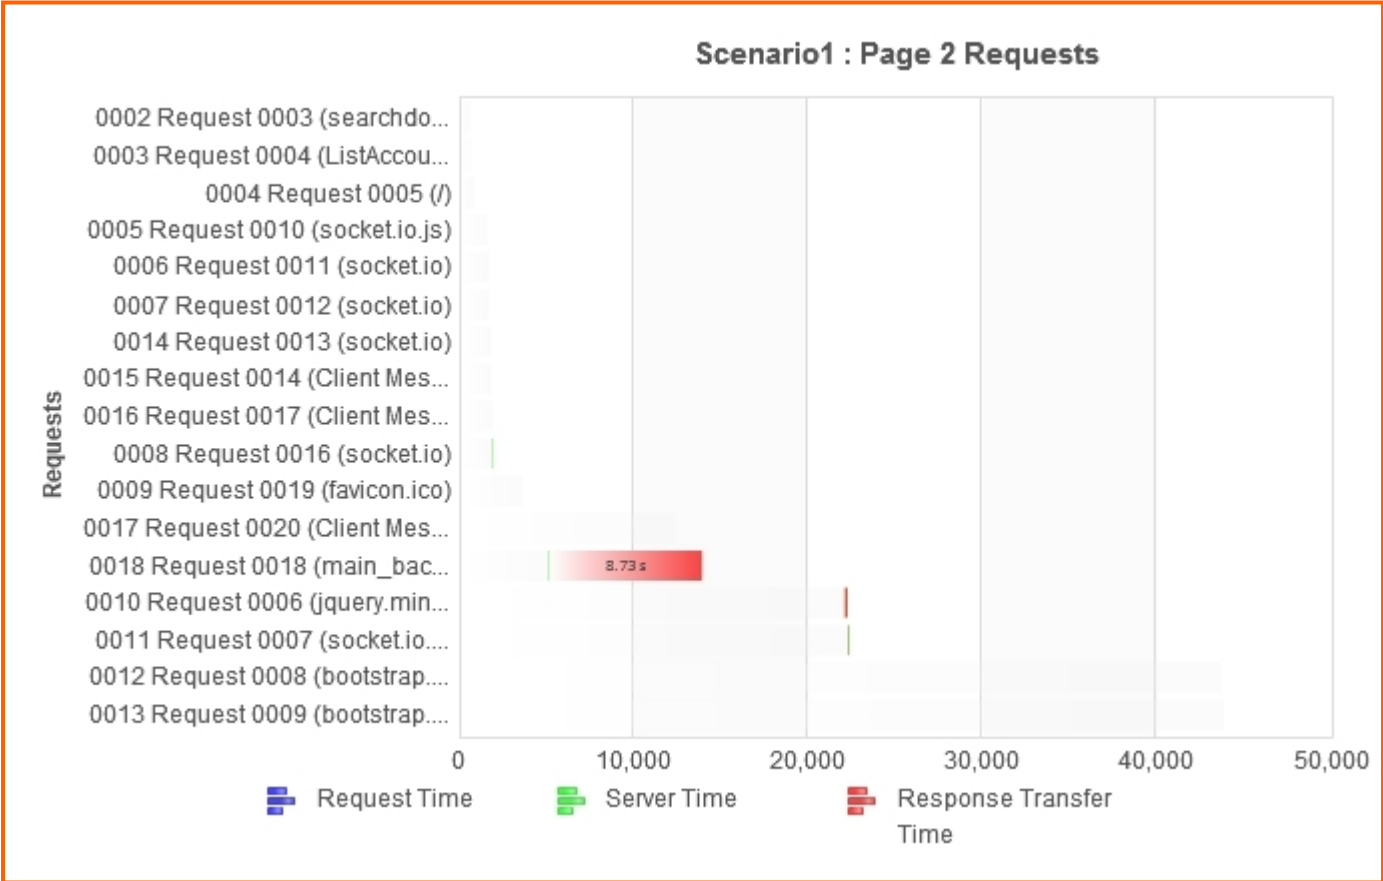 Scenario1 : Page 2 Requests
0002 Request 0003 (searchdo...
0003 Request 0004 (ListAccou...
0004 Request 0005 (/)
0005 Request 0010 (socket.io.js)
0006 Request 0011 (socket.io)
0007 Request 0012 (socket.io)
0014 Request 0013 (socket.io)
0015 Request 0014 (Client Mes...
0016 Request 0017 (Client Mes...
0008 Request 0016 (socket.io)
0009 Request 0019 (favicon.ico)
0017 Request 0020 (Client Mes...
0018 Request 0018 (main_bac...
0010 Request 0006 (jquery.min...
0011 Request 0007 (socket.io....
0012 Request 0008 (bootstrap....
0013 Request 0009 (bootstrap....
Requests
8.73 s
0 10,000 20,000 30,000 40,000 50,000
Request Time
Server Time
Response Transfer
Time